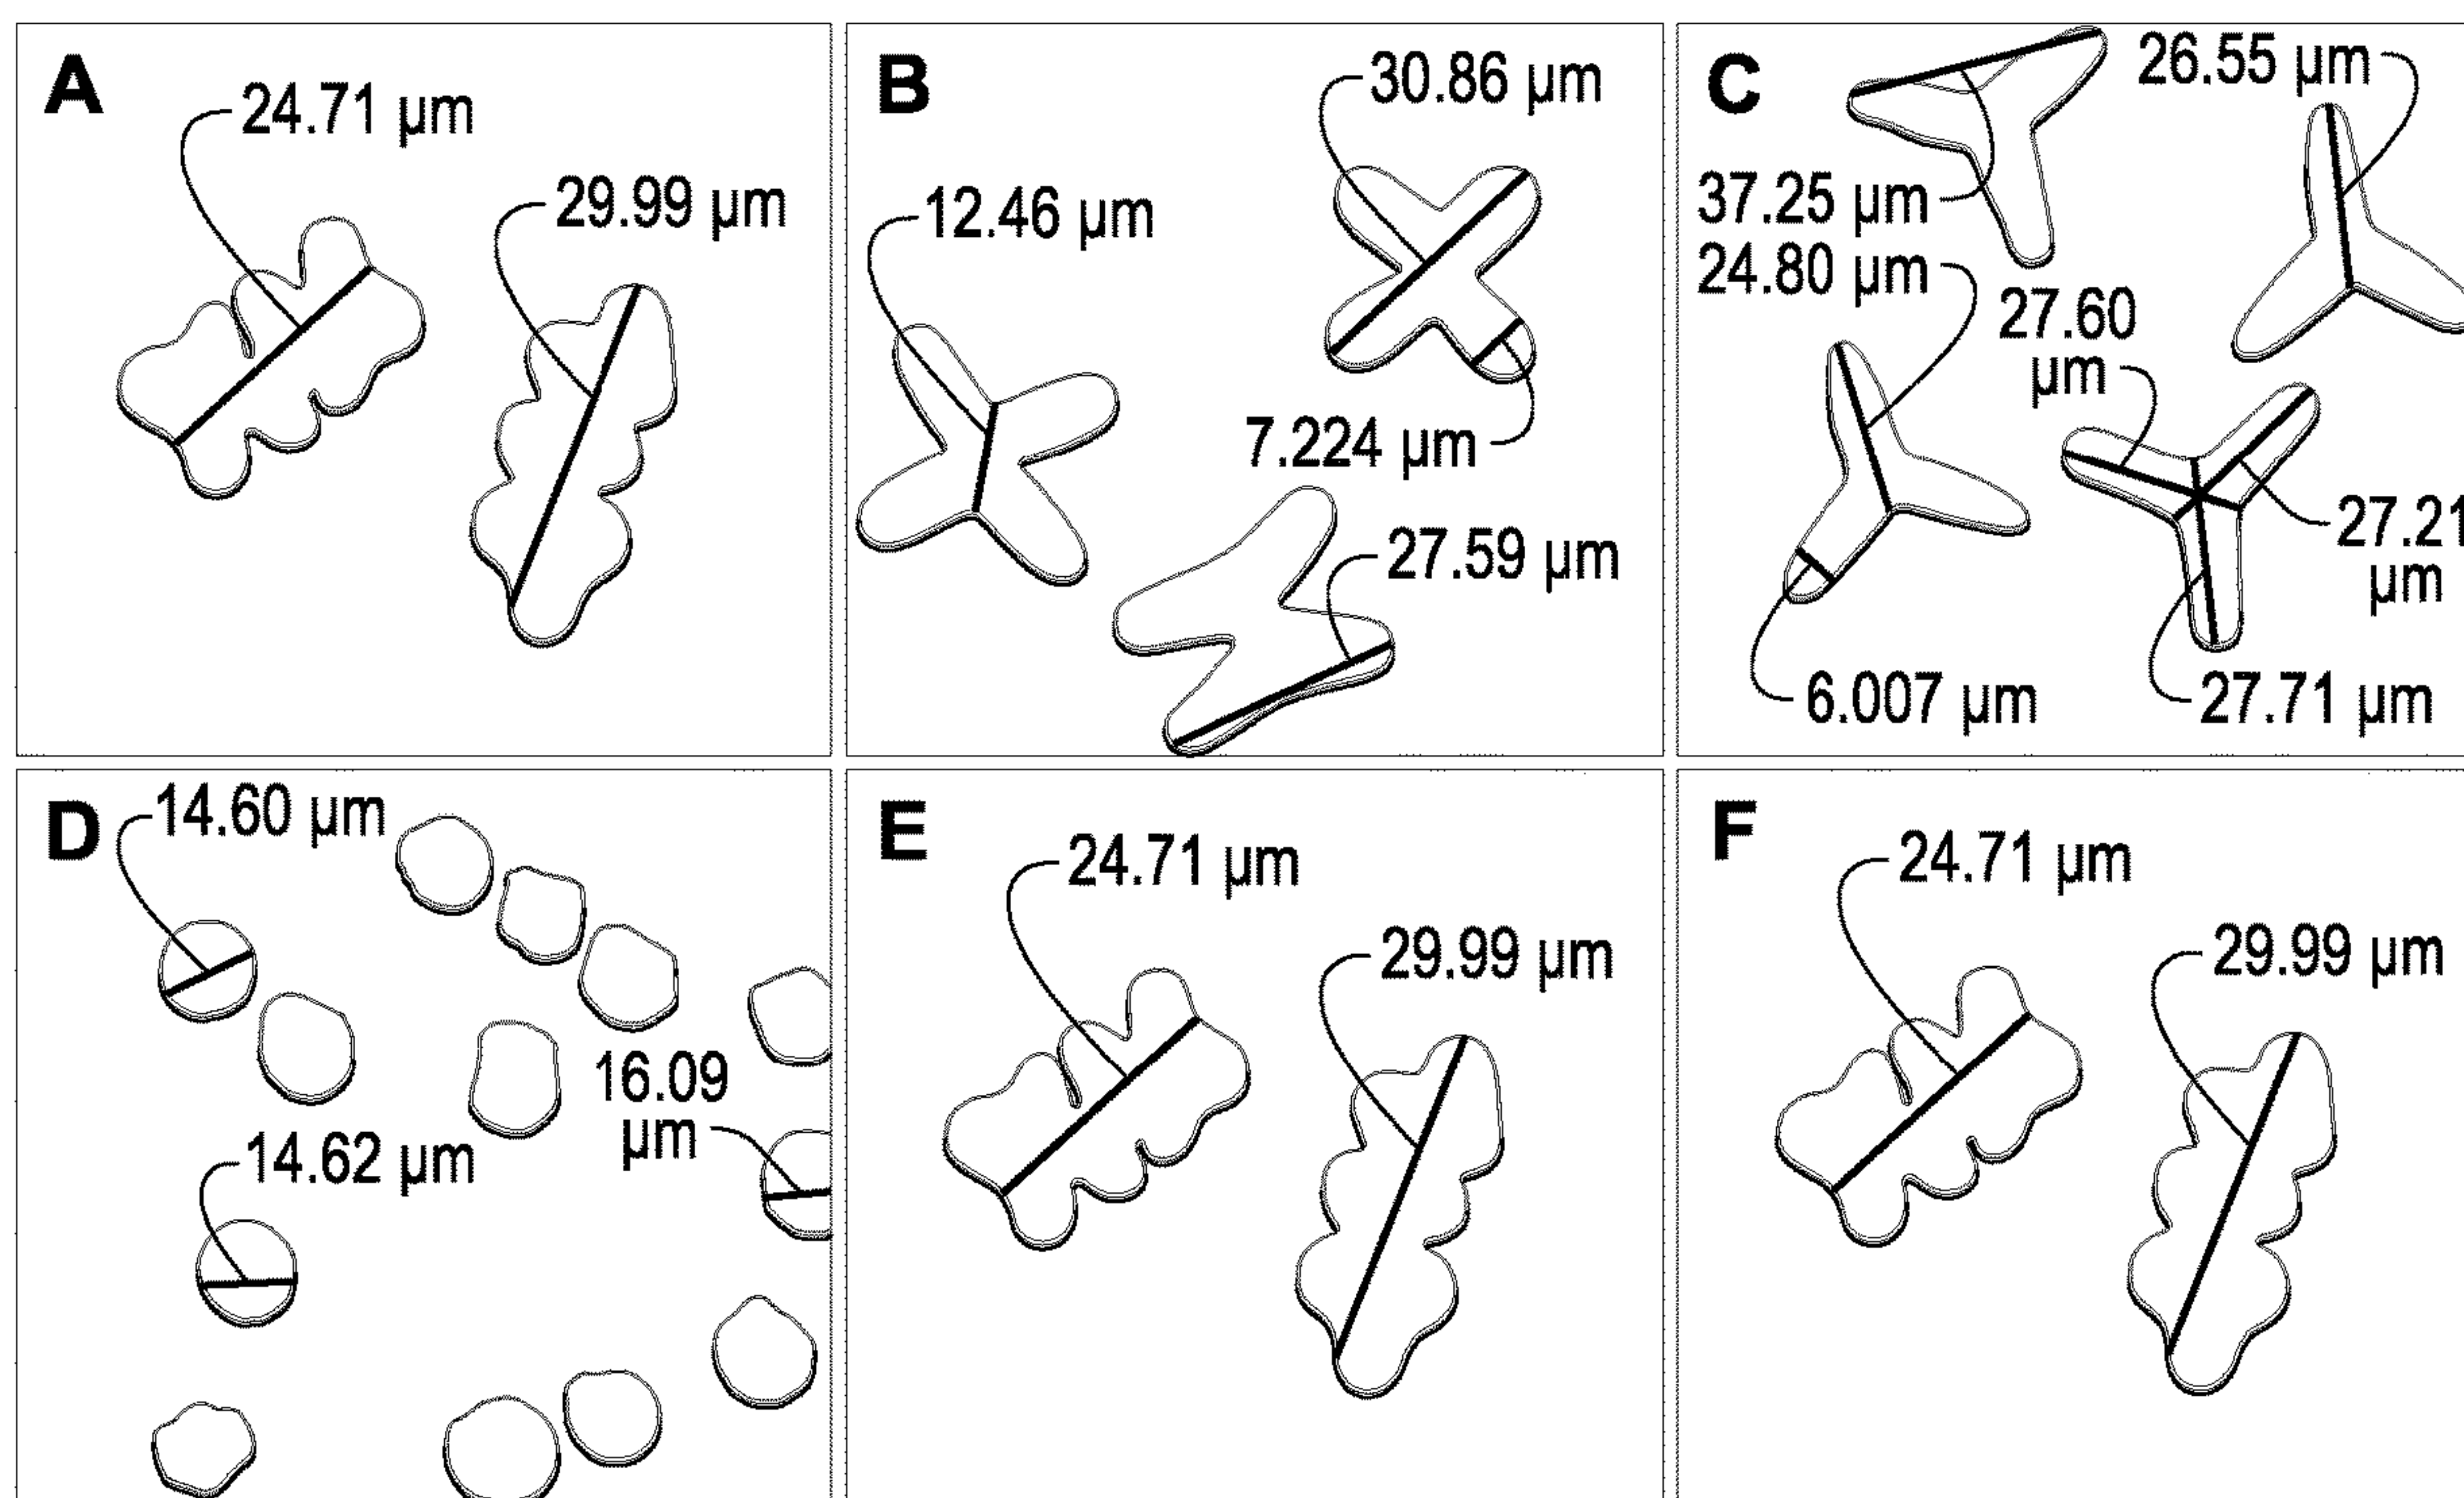 A
24.71 µm
29.99 µm
B
30.86 µm
12.46 µm
7.224 µm
27.59 µm
C
26.55 µm
37.25 µm
24.80 µm
27.60
µm
27.21
µm
6.007 µm
27.71 µm
D
14.60 µm
16.09
µm
14.62 µm
E
24.71 µm
29.99 µm
F
24.71 µm
29.99 µm